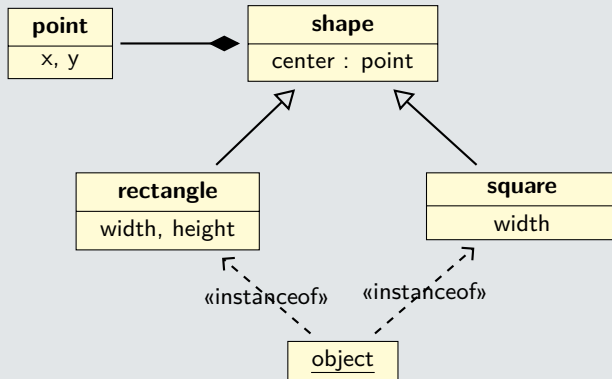 point
x, y
shape
center : point
rectangle
width, height
square
width
«instanceof»
«instanceof»
object